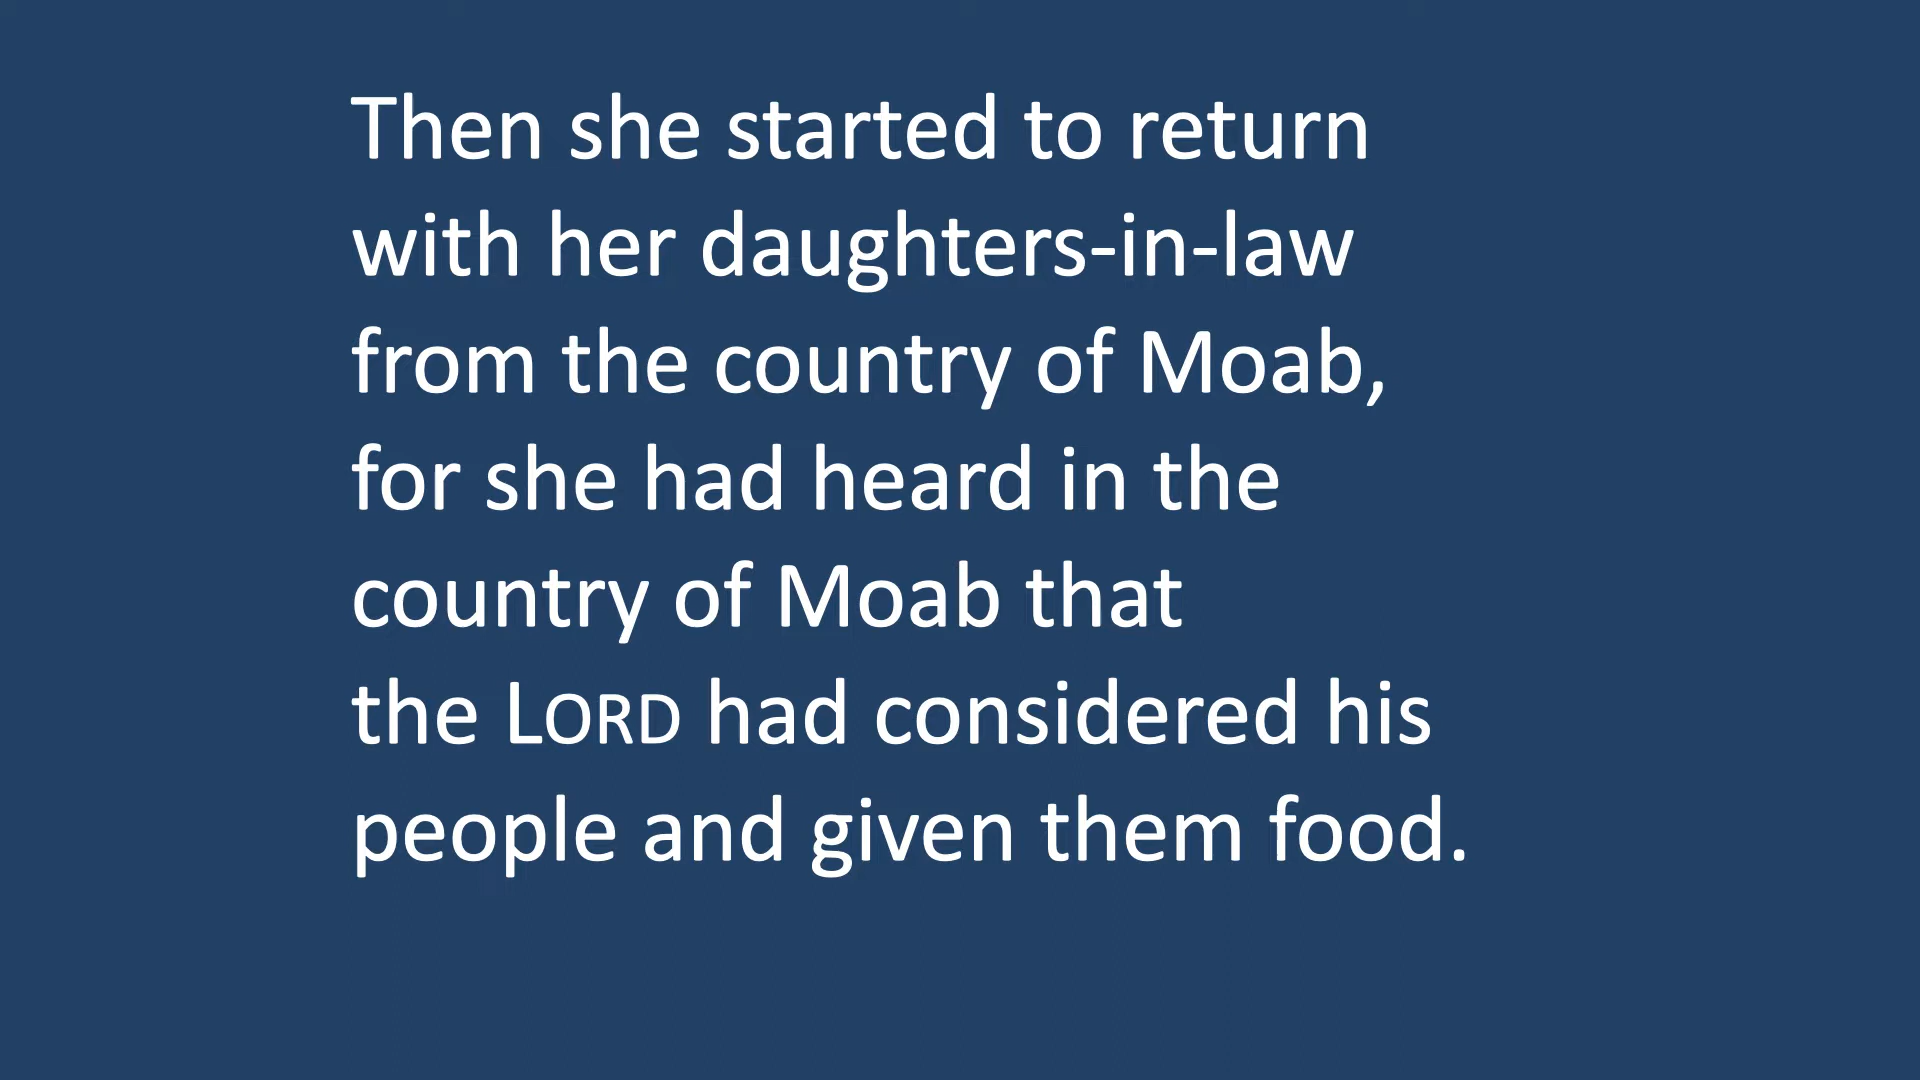 Then she started to return
with her daughters-in-law
from the country of Moab,
for she had heard in the
country of Moab that
the LORD had considered his
people and given them food.